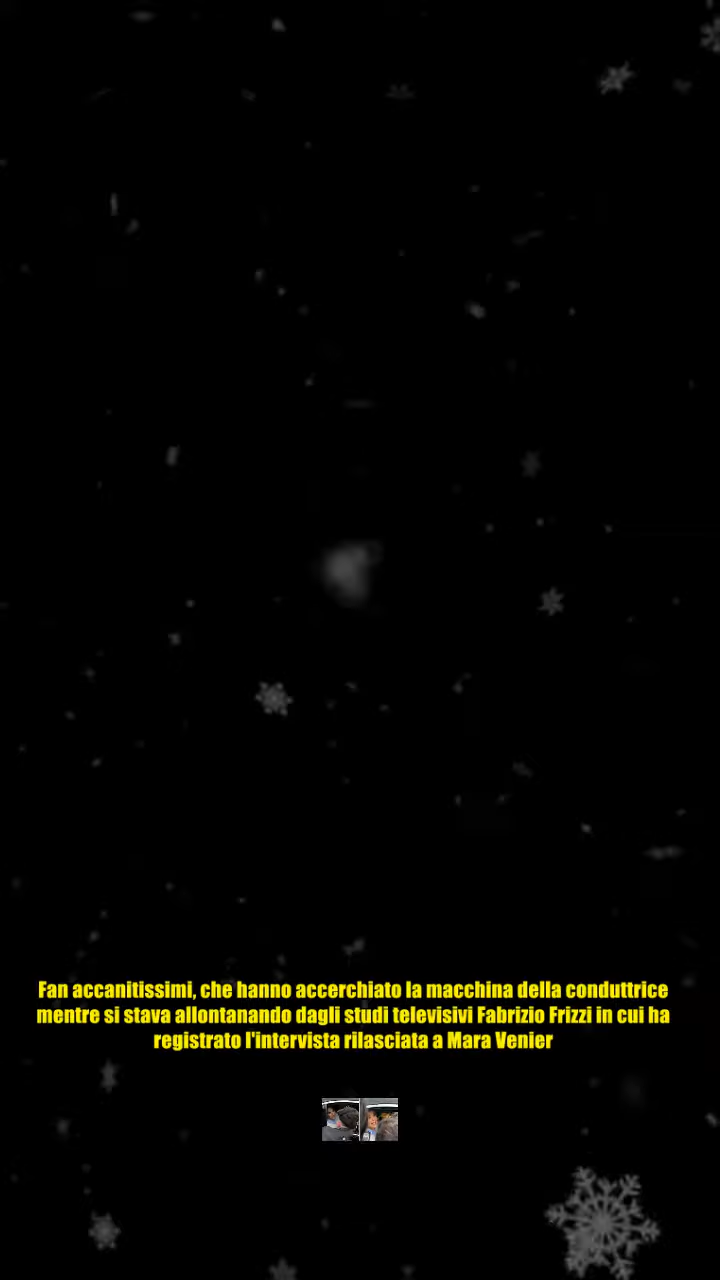 Fan accanitissimi, che hanno accerchiato la macchina della conduttrice
mentre si stava allontanando dagli studi televisivi Fabrizio Frizzi in cui ha
registrato l'intervista rilasciata a Mara Venier